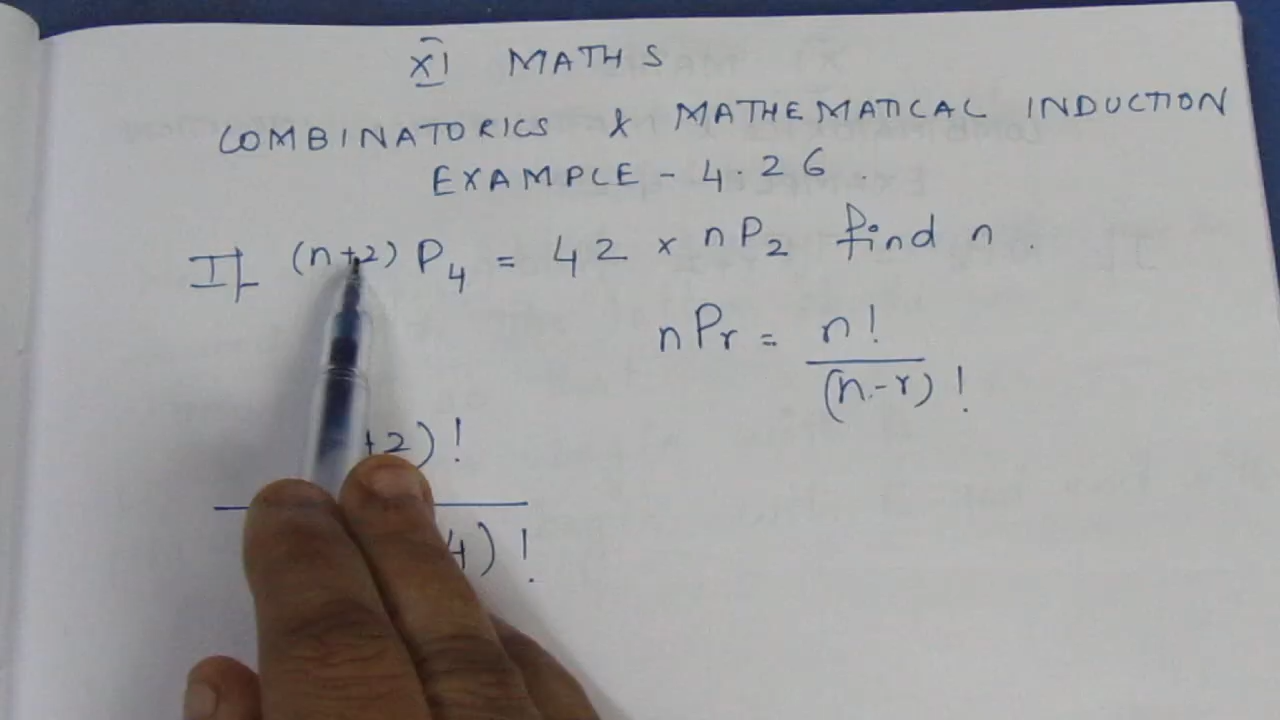 XI MATHS
COMBINATORICS & MATHEMATICAL INDUCTION
EXAMPLE - 4.26.
If (n+2) P4 = 42 × nP2 find n.
nPr = n!
(n-r)!
+2)!
4)!